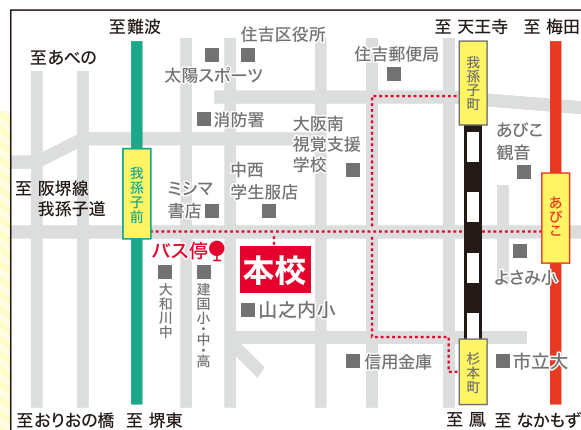 至難波
住吉区役所
至 天王寺
至 梅田
至あべの
太陽スポーツ
住吉郵便局
我孫子町
消防署
大阪南
視覚支援
学校
あびこ
観音
我孫子前
中西
学生服店
至 阪堺線
我孫子道
ミシマ
書店
あびこ
バス停
本校
よさみ小
大和川中
建国小・中・高
山之内小
信用金庫
杉本町
市立大
至おりおの橋
至 堺東
至 鳳
至 なかもず